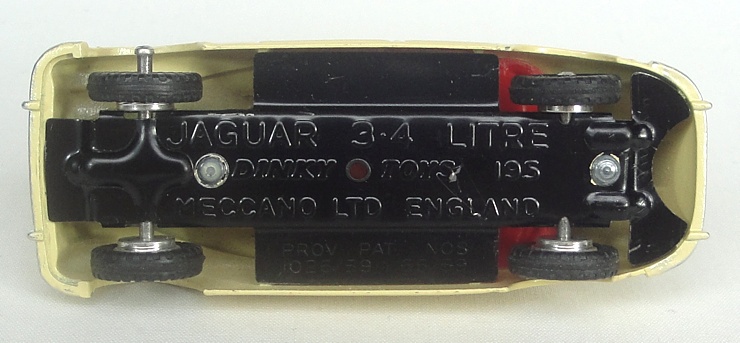 JAGUAR 3·4 LITRE
DINKY TOYS 195
MECCANO LTD ENGLAND
PROV PAT NOS